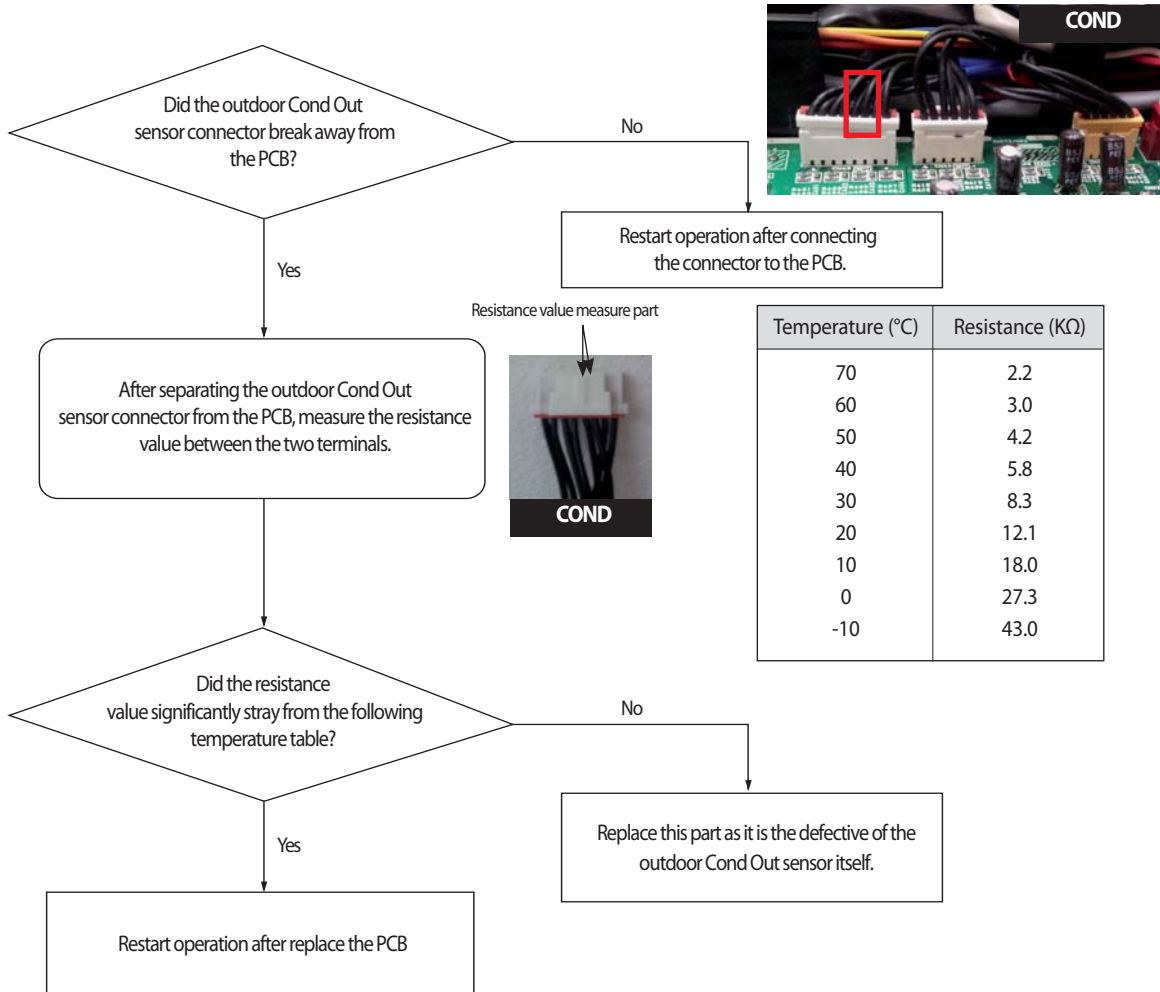 COND
Did the outdoor Cond Out
sensor connector break away from
the PCB?
No
Restart operation after connecting
the connector to the PCB.
Yes
Resistance value measure part
COND
After separating the outdoor Cond Out
sensor connector from the PCB, measure the resistance
value between the two terminals.
Temperature (°C) Resistance (KΩ)
70 2.2
60 3.0
50 4.2
40 5.8
30 8.3
20 12.1
10 18.0
0 27.3
-10 43.0
Did the resistance
value significantly stray from the following
temperature table?
No
Replace this part as it is the defective of the
outdoor Cond Out sensor itself.
Yes
Restart operation after replace the PCB